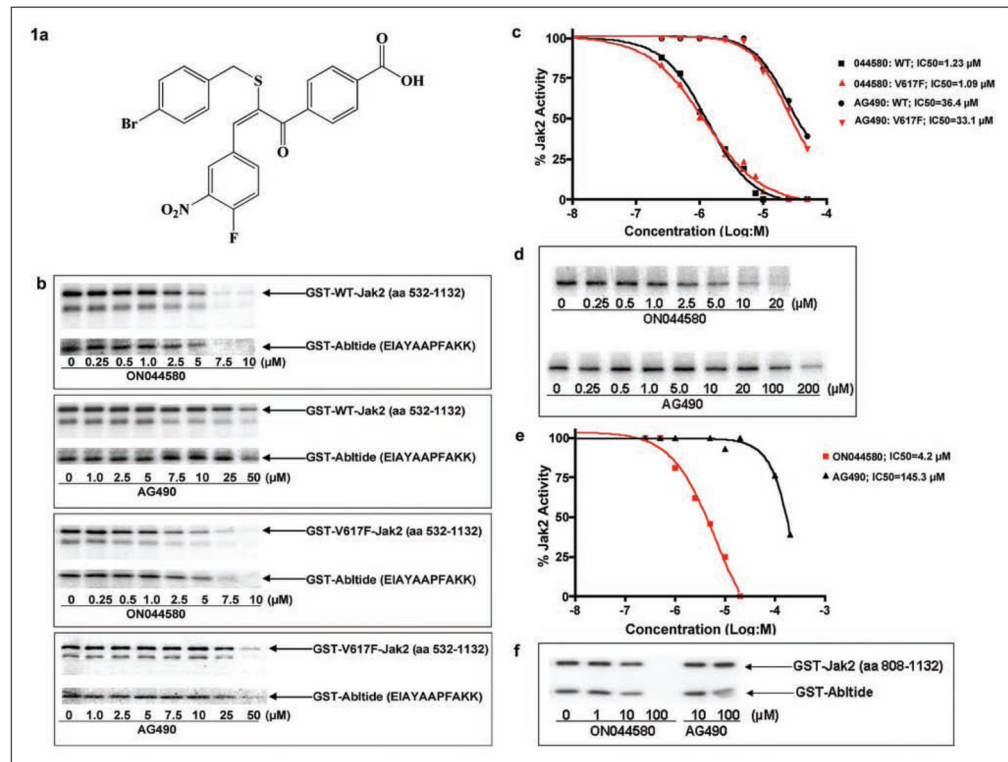 1a
O
OH
S
Br
O
O₂N
F
b
GST-WT-Jak2 (aa 532-1132)
GST-Abltide (EIAYAAPFAKK)
0 0.25 0.5 1.0 2.5 5 7.5 10 (µM)
ON044580
GST-WT-Jak2 (aa 532-1132)
GST-Abltide (EIAYAAPFAKK)
0 1.0 2.5 5 7.5 10 25 50 (µM)
AG490
GST-V617F-Jak2 (aa 532-1132)
GST-Abltide (EIAYAAPFAKK)
0 0.25 0.5 1.0 2.5 5 7.5 10 (µM)
ON044580
GST-V617F-Jak2 (aa 532-1132)
GST-Abltide (EIAYAAPFAKK)
0 1.0 2.5 5 7.5 10 25 50 (µM)
AG490
c
% Jak2 Activity
100
75
50
25
0
-8 -7 -6 -5 -4
Concentration (Log:M)
044580: WT; IC50=1.23 µM
044580: V617F; IC50=1.09 µM
AG490: WT; IC50=36.4 µM
AG490: V617F; IC50=33.1 µM
d
0 0.25 0.5 1.0 2.5 5.0 10 20 (µM)
ON044580
0 0.25 0.5 1.0 5.0 10 20 100 200 (µM)
AG490
e
% Jak2 Activity
100
75
50
25
0
-8 -7 -6 -5 -4 -3
Concentration (Log:M)
ON044580; IC50=4.2 µM
AG490; IC50=145.3 µM
f
GST-Jak2 (aa 808-1132)
GST-Abltide
0 1 10 100 10 100 (µM)
ON044580 AG490